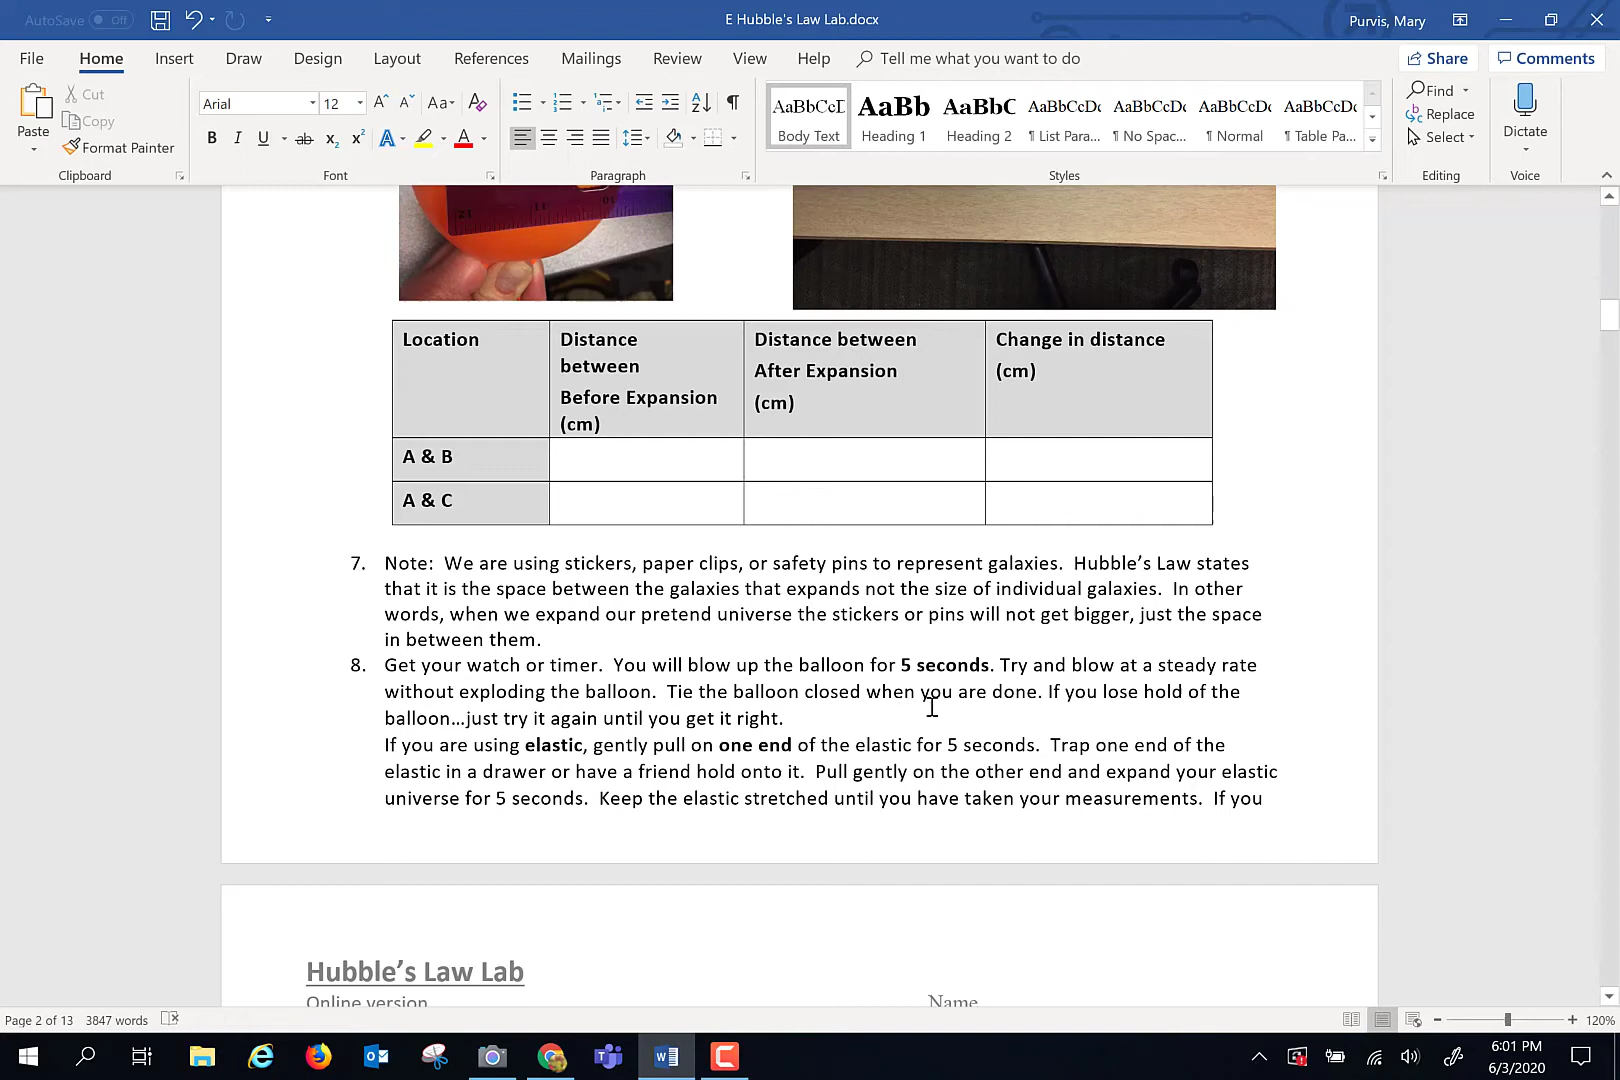 AutoSave Off
E Hubble's Law Lab.docx
Purvis, Mary
File Home Insert Draw Design Layout References Mailings Review View Help Tell me what you want to do
Share Comments
Paste
Cut
Copy
Format Painter
Arial 12
Aa
B I U ab x₂ x² A A
AaBbCcD AaBb AaBbC AaBbCcDc AaBbCcDc AaBbCcDc AaBbCcDc
Body Text Heading 1 Heading 2 ¶ List Para... ¶ No Spac... ¶ Normal ¶ Table Pa...
Find
Replace
Select
Dictate
Clipboard Font Paragraph Styles Editing Voice
12 11 10
Location
Distance
between
Before Expansion
(cm)
Distance between
After Expansion
(cm)
Change in distance
(cm)
A & B
A & C
7. Note: We are using stickers, paper clips, or safety pins to represent galaxies. Hubble’s Law states
that it is the space between the galaxies that expands not the size of individual galaxies. In other
words, when we expand our pretend universe the stickers or pins will not get bigger, just the space
in between them.
8. Get your watch or timer. You will blow up the balloon for 5 seconds. Try and blow at a steady rate
without exploding the balloon. Tie the balloon closed when you are done. If you lose hold of the
balloon…just try it again until you get it right.
If you are using elastic, gently pull on one end of the elastic for 5 seconds. Trap one end of the
elastic in a drawer or have a friend hold onto it. Pull gently on the other end and expand your elastic
universe for 5 seconds. Keep the elastic stretched until you have taken your measurements. If you
Hubble’s Law Lab
Online version Name
Page 2 of 13 3847 words
120%
6:01 PM
6/3/2020